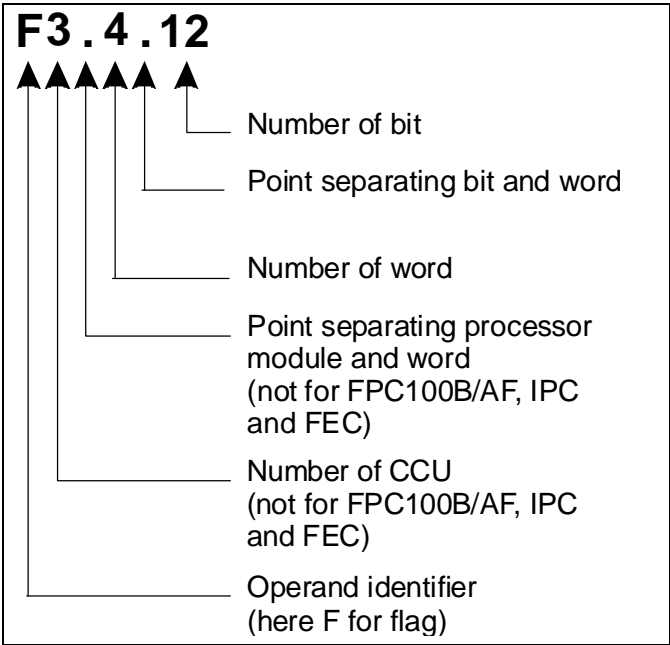 F3.4.12
Number of bit
Point separating bit and word
Number of word
Point separating processor
module and word
(not for FPC100B/AF, IPC
and FEC)
Number of CCU
(not for FPC100B/AF, IPC
and FEC)
Operand identifier
(here F for flag)